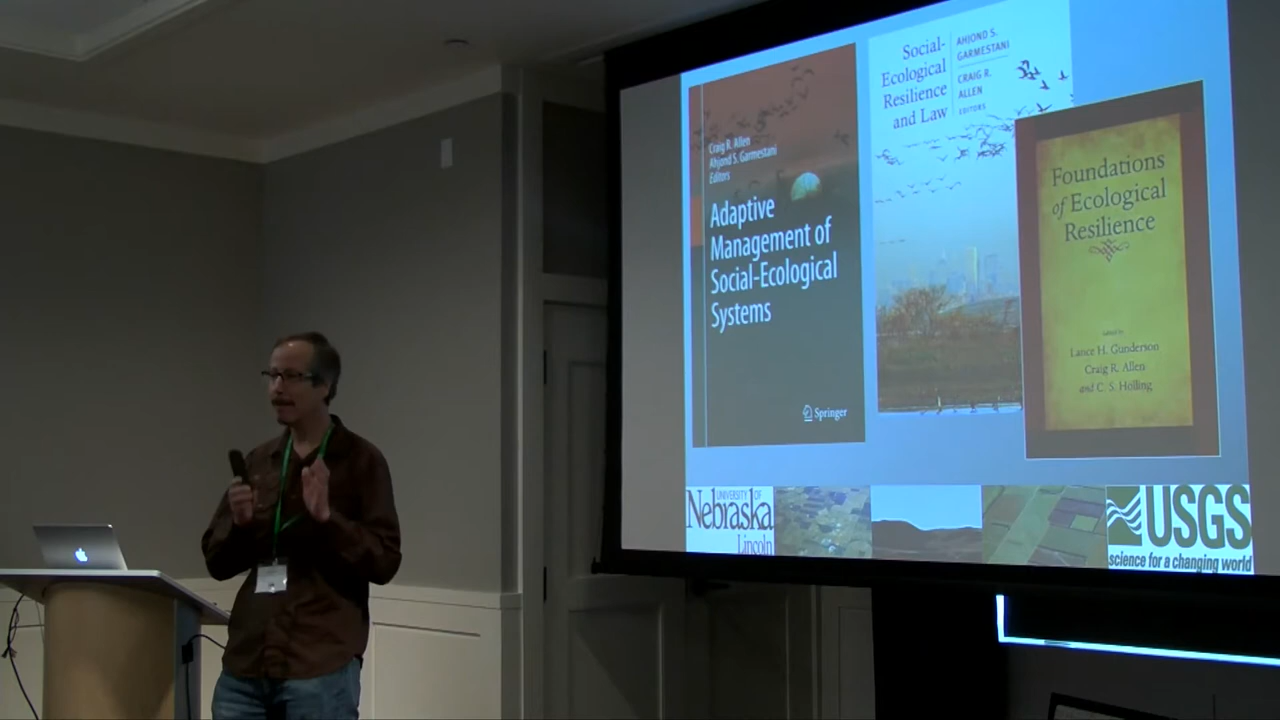 Craig R. Allen
Ahjond S. Garmestani
Editors
Adaptive
Management of
Social-Ecological
Systems
Springer
Social-
Ecological
Resilience
and Law
AHJOND S.
GARMESTANI
CRAIG R.
ALLEN
EDITORS
Foundations
of Ecological
Resilience
edited by
Lance H. Gunderson
Craig R. Allen
and C. S. Holling
UNIVERSITY OF
Nebraska
Lincoln
USGS
science for a changing world